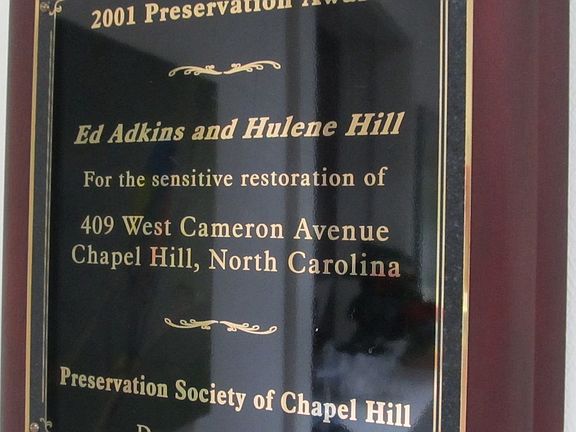 2001 Preservation
Ed Adkins and Hulene Hill
For the sensitive restoration of
409 West Cameron Avenue
Chapel Hill, North Carolina
Preservation Society of Chapel Hill